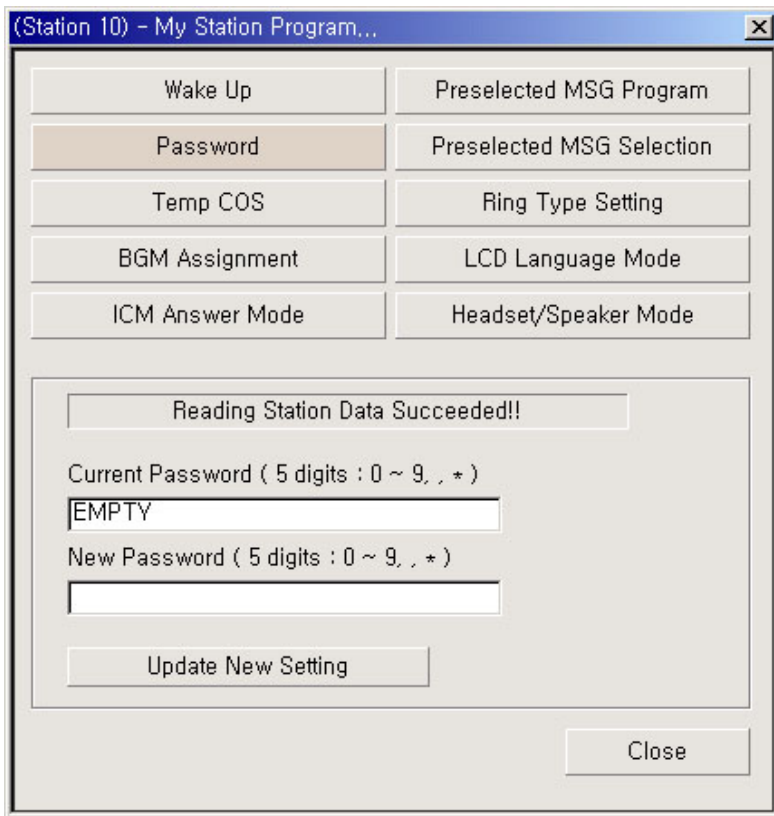 (Station 10) - My Station Program...
Wake Up
Preselected MSG Program
Password
Preselected MSG Selection
Temp COS
Ring Type Setting
BGM Assignment
LCD Language Mode
ICM Answer Mode
Headset/Speaker Mode
Reading Station Data Succeeded!!
Current Password ( 5 digits : 0 ~ 9, , * )
EMPTY
New Password ( 5 digits : 0 ~ 9, , * )
Update New Setting
Close